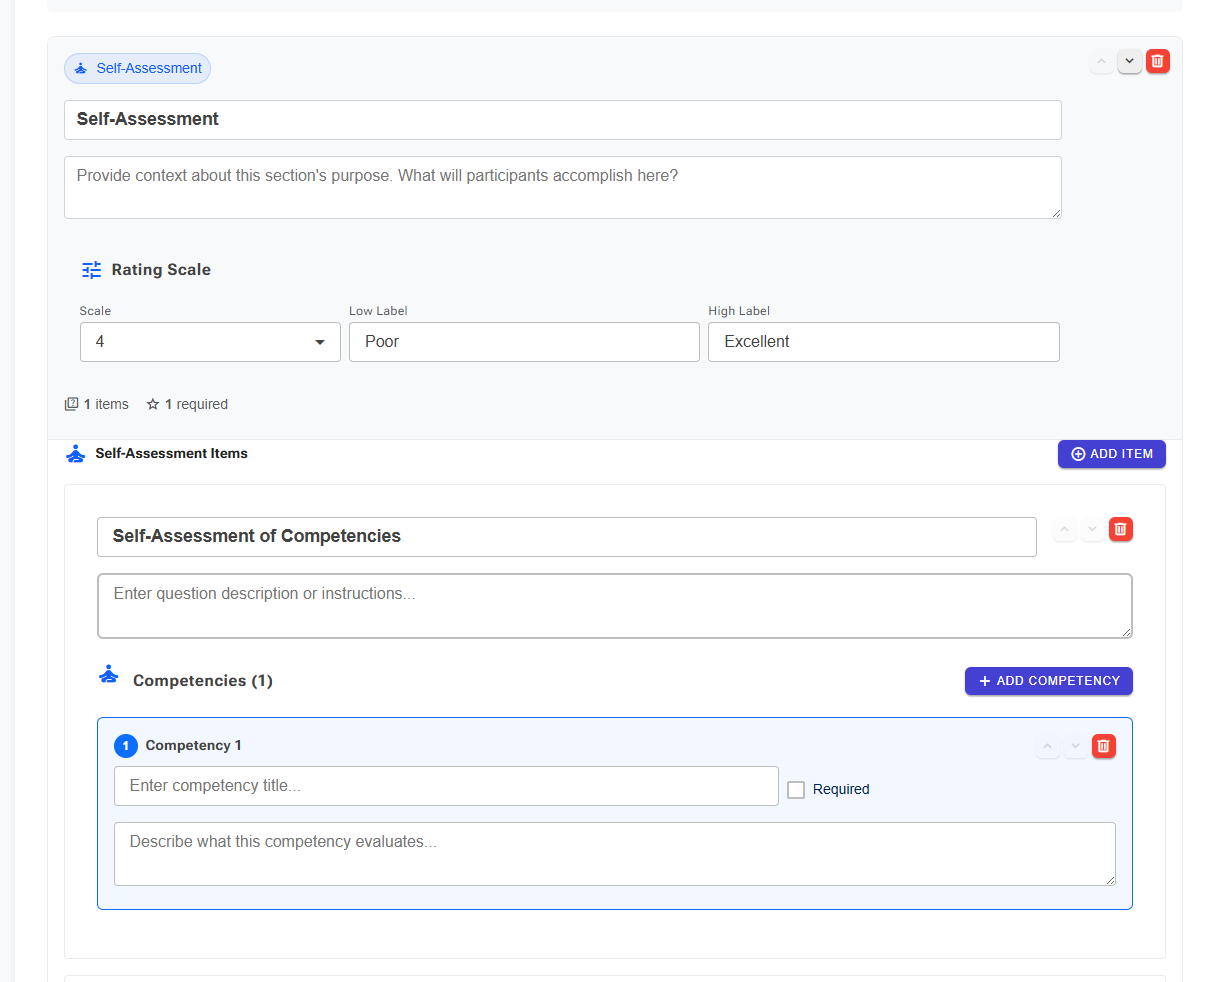 Self-Assessment
Self-Assessment
Provide context about this section's purpose. What will participants accomplish here?
Rating Scale
Scale
Low Label
High Label
4
Poor
Excellent
1 items
1 required
Self-Assessment Items
ADD ITEM
Self-Assessment of Competencies
Enter question description or instructions...
Competencies (1)
ADD COMPETENCY
1
Competency 1
Enter competency title...
Required
Describe what this competency evaluates...